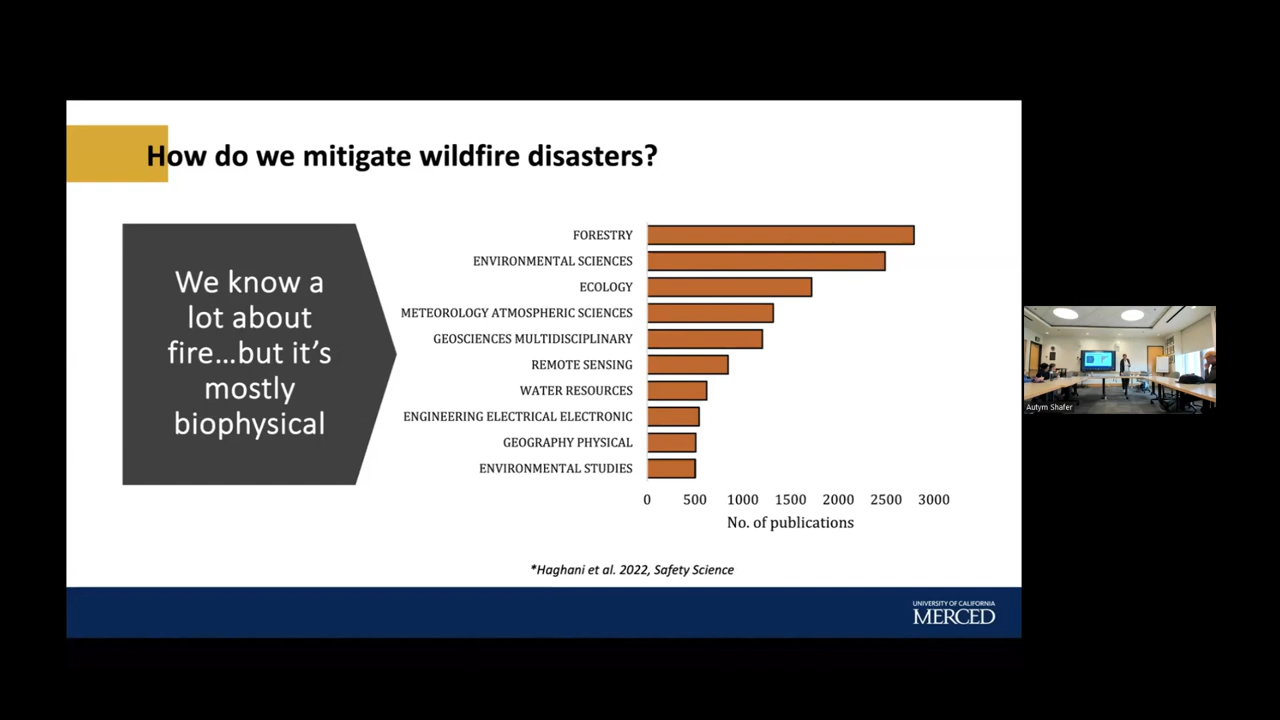 How do we mitigate wildfire disasters?
We know a
lot about
fire...but it's
mostly
biophysical
FORESTRY
ENVIRONMENTAL SCIENCES
ECOLOGY
METEOROLOGY ATMOSPHERIC SCIENCES
GEOSCIENCES MULTIDISCIPLINARY
REMOTE SENSING
WATER RESOURCES
ENGINEERING ELECTRICAL ELECTRONIC
GEOGRAPHY PHYSICAL
ENVIRONMENTAL STUDIES
0 500 1000 1500 2000 2500 3000
No. of publications
*Haghani et al. 2022, Safety Science
UNIVERSITY OF CALIFORNIA
MERCED
Autym Shafer